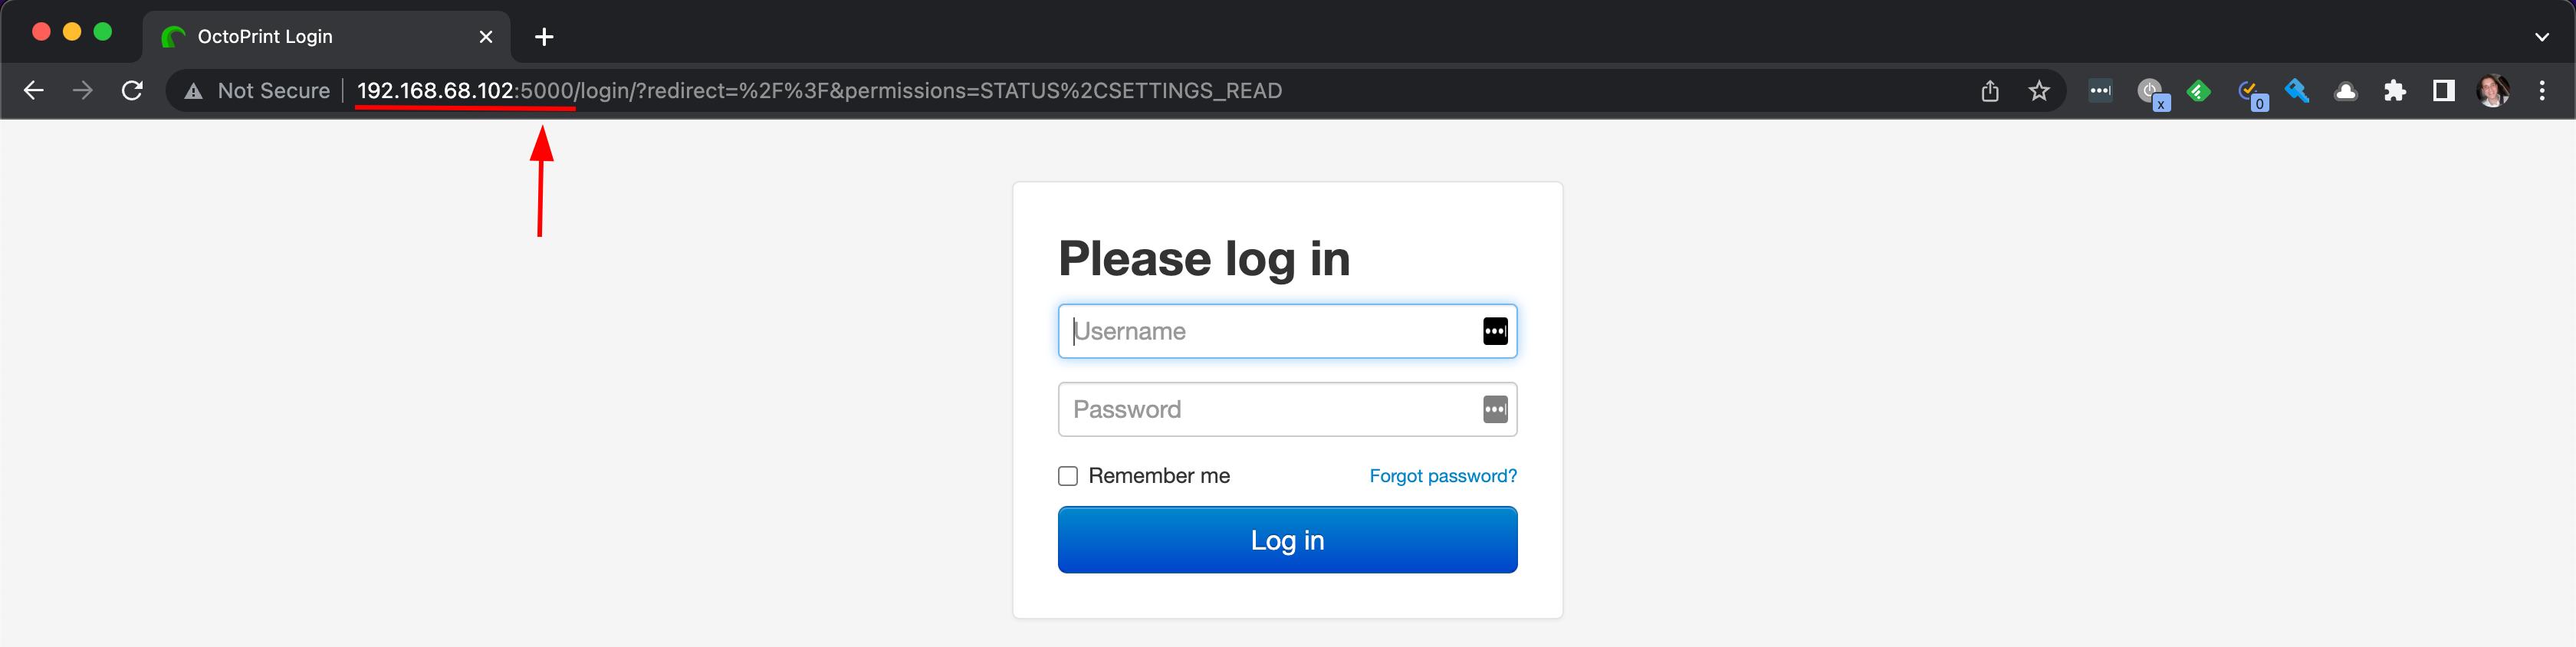 OctoPrint Login
Not Secure 192.168.68.102:5000/login/?redirect=%2F%3F&permissions=STATUS%2CSETTINGS_READ
x
0
Please log in
Username
Password
Remember me
Forgot password?
Log in